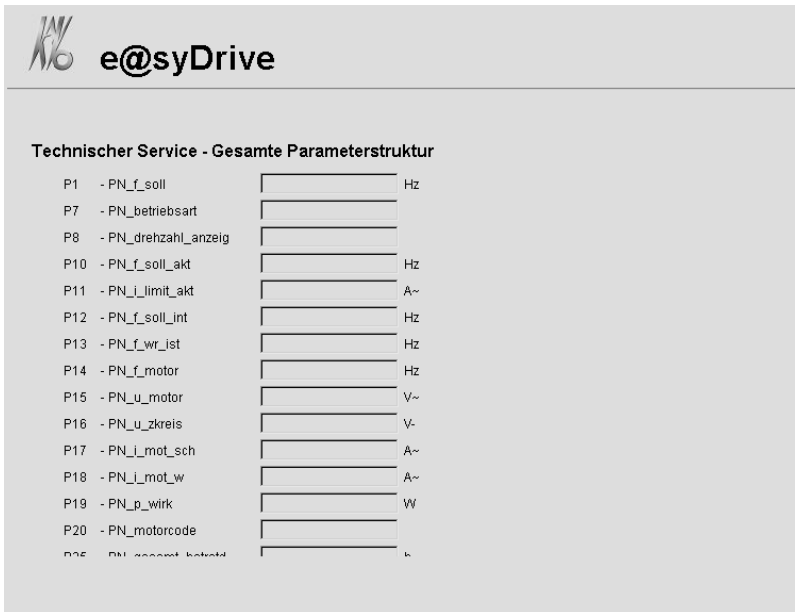 e@syDrive
Technischer Service - Gesamte Parameterstruktur
P1 - PN_f_soll Hz
P7 - PN_betriebsart
P8 - PN_drehzahl_anzeig
P10 - PN_f_soll_akt Hz
P11 - PN_i_limit_akt A~
P12 - PN_f_soll_int Hz
P13 - PN_f_wr_ist Hz
P14 - PN_f_motor Hz
P15 - PN_u_motor V~
P16 - PN_u_zkreis V-
P17 - PN_i_mot_sch A~
P18 - PN_i_mot_w A~
P19 - PN_p_wirk W
P20 - PN_motorcode